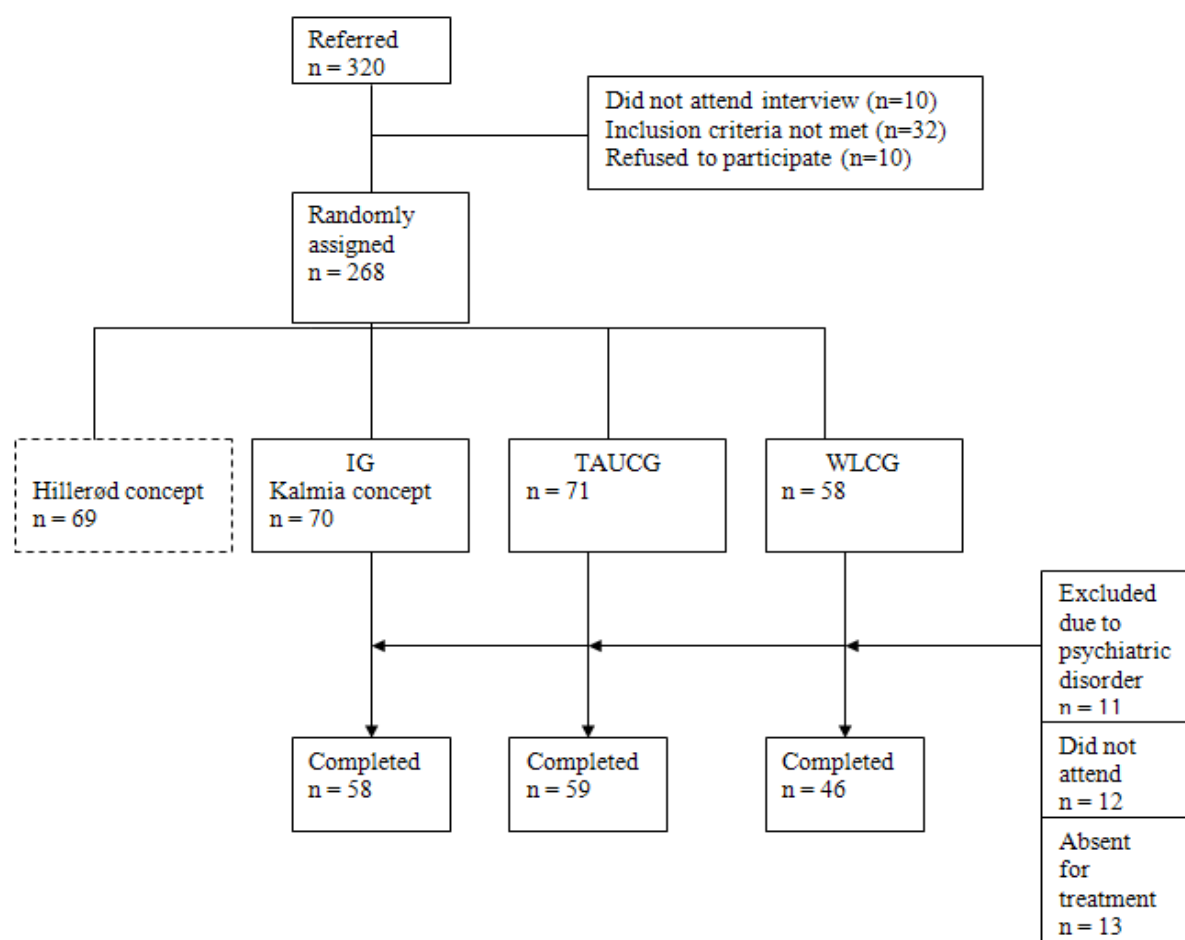 Referred
n = 320
Did not attend interview (n=10)
Inclusion criteria not met (n=32)
Refused to participate (n=10)
Randomly
assigned
n = 268
Hillerød concept
n = 69
IG
Kalmia concept
n = 70
TAUCG
n = 71
WLCG
n = 58
Excluded
due to
psychiatric
disorder
n = 11
Did not
attend
n = 12
Absent
for
treatment
n = 13
Completed
n = 58
Completed
n = 59
Completed
n = 46